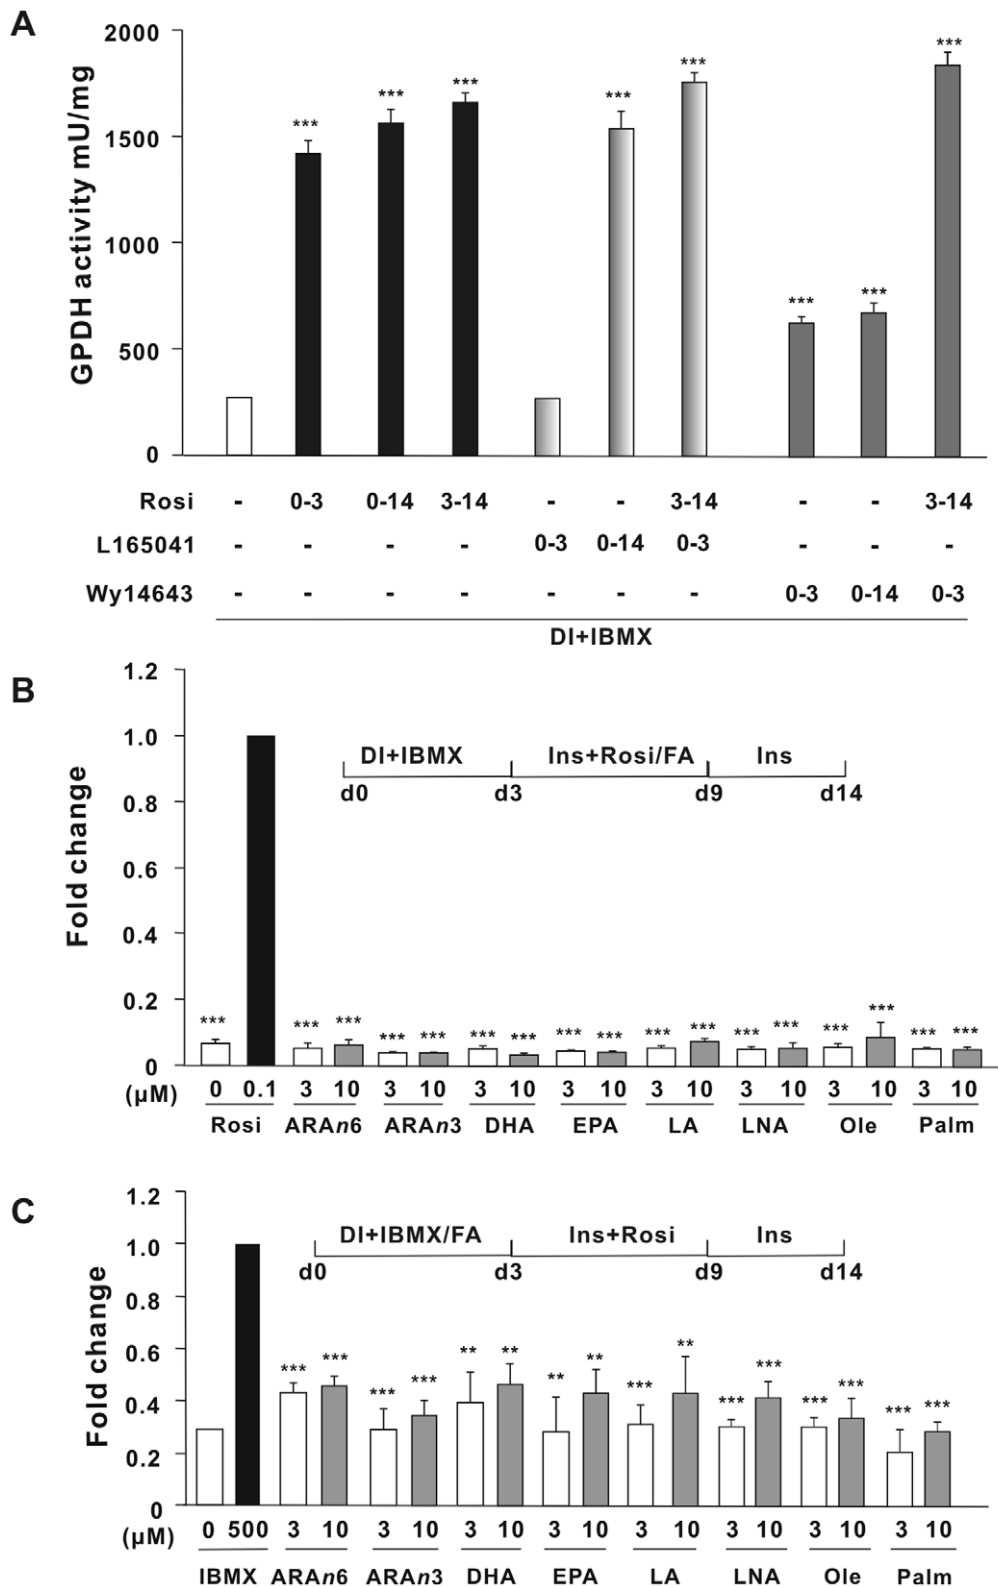 A
GPDH activity mU/mg
2000
1500
1000
500
0
*** *** *** *** *** *** *** ***
Rosi - 0-3 0-14 3-14 - - 3-14 - - 3-14
L165041 - - - - 0-3 0-14 0-3 - - -
Wy14643 - - - - - - - 0-3 0-14 0-3
DI+IBMX
B
Fold change
1.2
1.0
0.8
0.6
0.4
0.2
0
DI+IBMX Ins+Rosi/FA Ins
d0 d3 d9 d14
*** *** *** *** *** *** *** *** *** *** *** *** *** *** *** *** ***
(µM) 0 0.1 3 10 3 10 3 10 3 10 3 10 3 10 3 10 3 10
Rosi ARAn6 ARAn3 DHA EPA LA LNA Ole Palm
C
Fold change
1.2
1.0
0.8
0.6
0.4
0.2
0
DI+IBMX/FA Ins+Rosi Ins
d0 d3 d9 d14
*** *** *** *** ** ** ** ** *** ** *** *** *** *** *** ***
(µM) 0 500 3 10 3 10 3 10 3 10 3 10 3 10 3 10 3 10
IBMX ARAn6 ARAn3 DHA EPA LA LNA Ole Palm